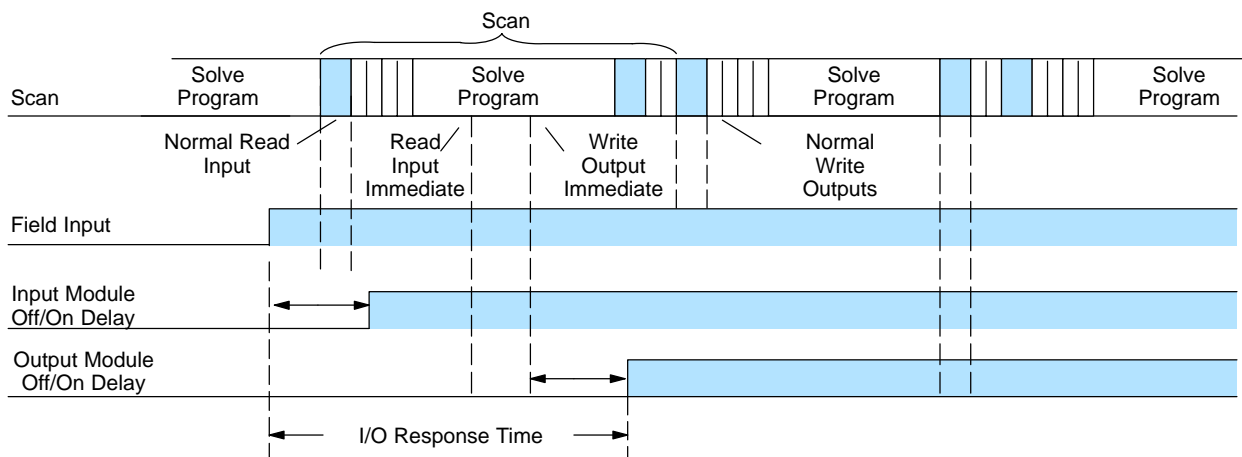 Scan
Scan
Solve
Program
Solve
Program
Solve
Program
Solve
Program
Normal Read
Input
Read
Input
Immediate
Write
Output
Immediate
Normal
Write
Outputs
Field Input
Input Module
Off/On Delay
Output Module
Off/On Delay
I/O Response Time